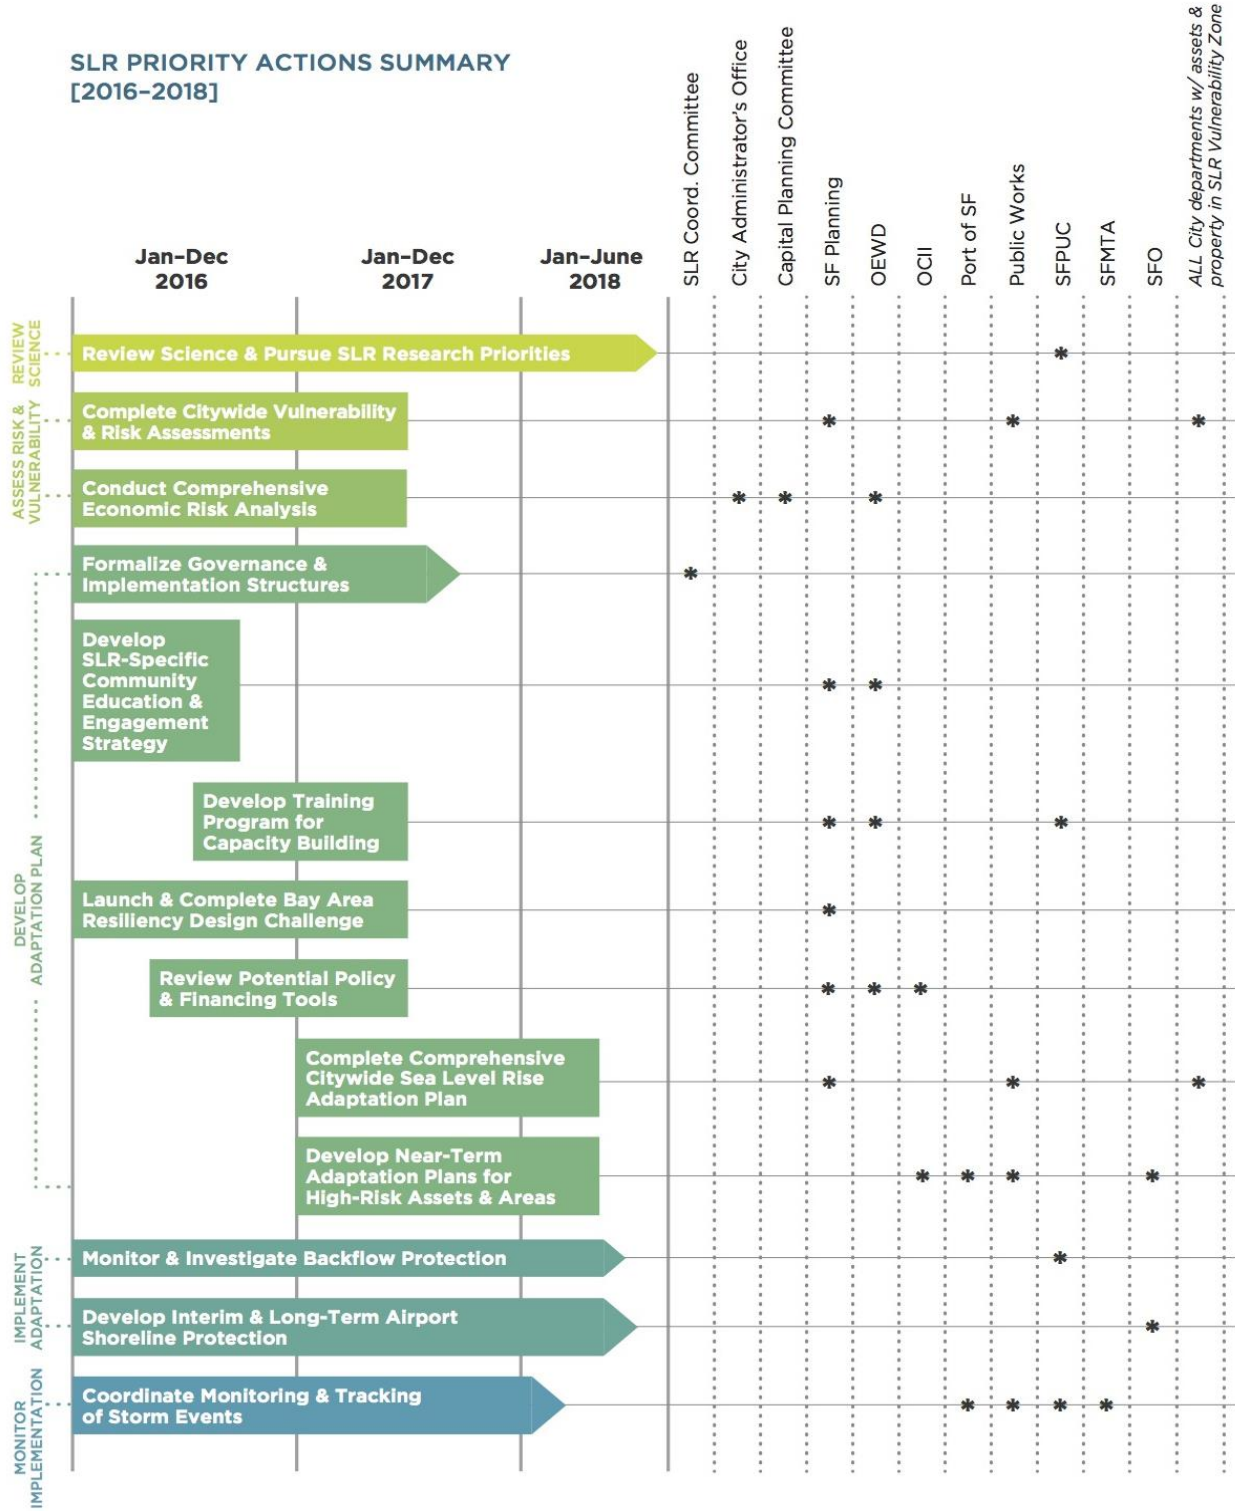 SLR PRIORITY ACTIONS SUMMARY
[2016–2018]
Jan–Dec
2016
Jan–Dec
2017
Jan–June
2018
SLR Coord. Committee
City Administrator's Office
Capital Planning Committee
SF Planning
OEWD
OCII
Port of SF
Public Works
SFPUC
SFMTA
SFO
ALL City departments w/ assets &
property in SLR Vulnerability Zone
REVIEW
SCIENCE
Review Science & Pursue SLR Research Priorities
*
ASSESS RISK &
VULNERABILITY
Complete Citywide Vulnerability
& Risk Assessments
* * *
Conduct Comprehensive
Economic Risk Analysis
* * *
DEVELOP
ADAPTATION PLAN
Formalize Governance &
Implementation Structures
*
Develop
SLR-Specific
Community
Education &
Engagement
Strategy
* *
Develop Training
Program for
Capacity Building
* * *
Launch & Complete Bay Area
Resiliency Design Challenge
*
Review Potential Policy
& Financing Tools
* * *
Complete Comprehensive
Citywide Sea Level Rise
Adaptation Plan
* * *
Develop Near-Term
Adaptation Plans for
High-Risk Assets & Areas
* * * *
IMPLEMENT
ADAPTATION
Monitor & Investigate Backflow Protection
*
Develop Interim & Long-Term Airport
Shoreline Protection
*
MONITOR
IMPLEMENTATION
Coordinate Monitoring & Tracking
of Storm Events
* * * *